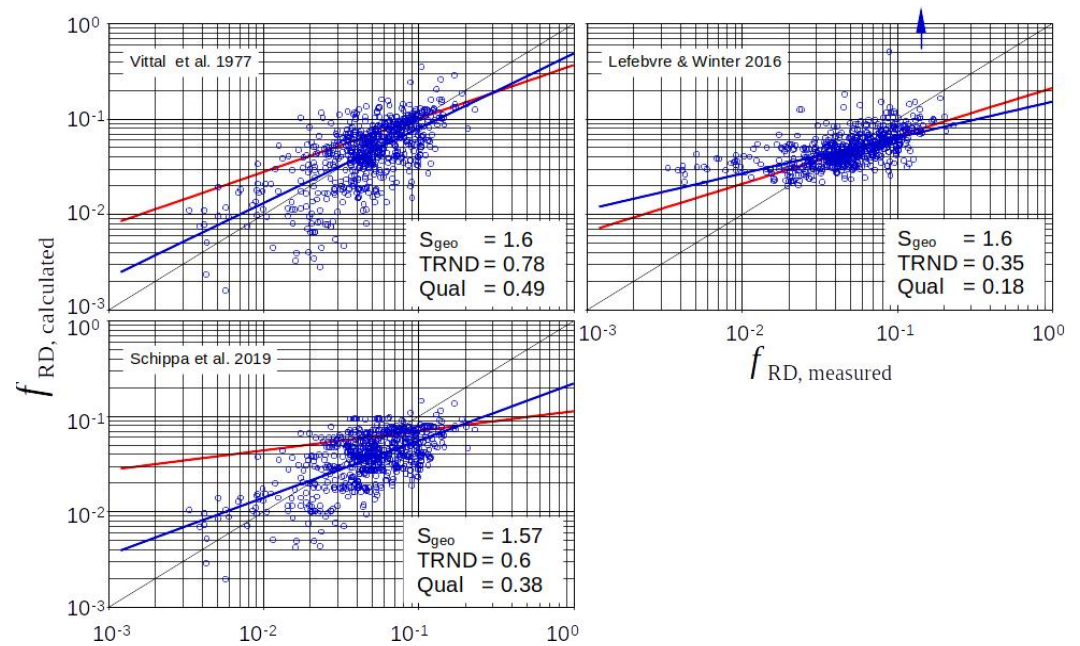 10⁰
Vittal et al. 1977
10⁻¹
10⁻²
10⁻³
S_geo = 1.6
TRND = 0.78
Qual = 0.49
Lefebvre & Winter 2016
S_geo = 1.6
TRND = 0.35
Qual = 0.18
10⁻³ 10⁻² 10⁻¹ 10⁰
f RD, measured
f RD, calculated
10⁰
Schippa et al. 2019
10⁻¹
10⁻²
10⁻³
S_geo = 1.57
TRND = 0.6
Qual = 0.38
10⁻³ 10⁻² 10⁻¹ 10⁰